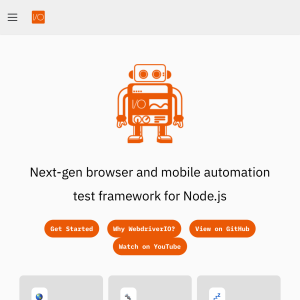 I/O
I/O
Next-gen browser and mobile automation
test framework for Node.js
Get Started
Why WebdriverIO?
View on GitHub
Watch on YouTube